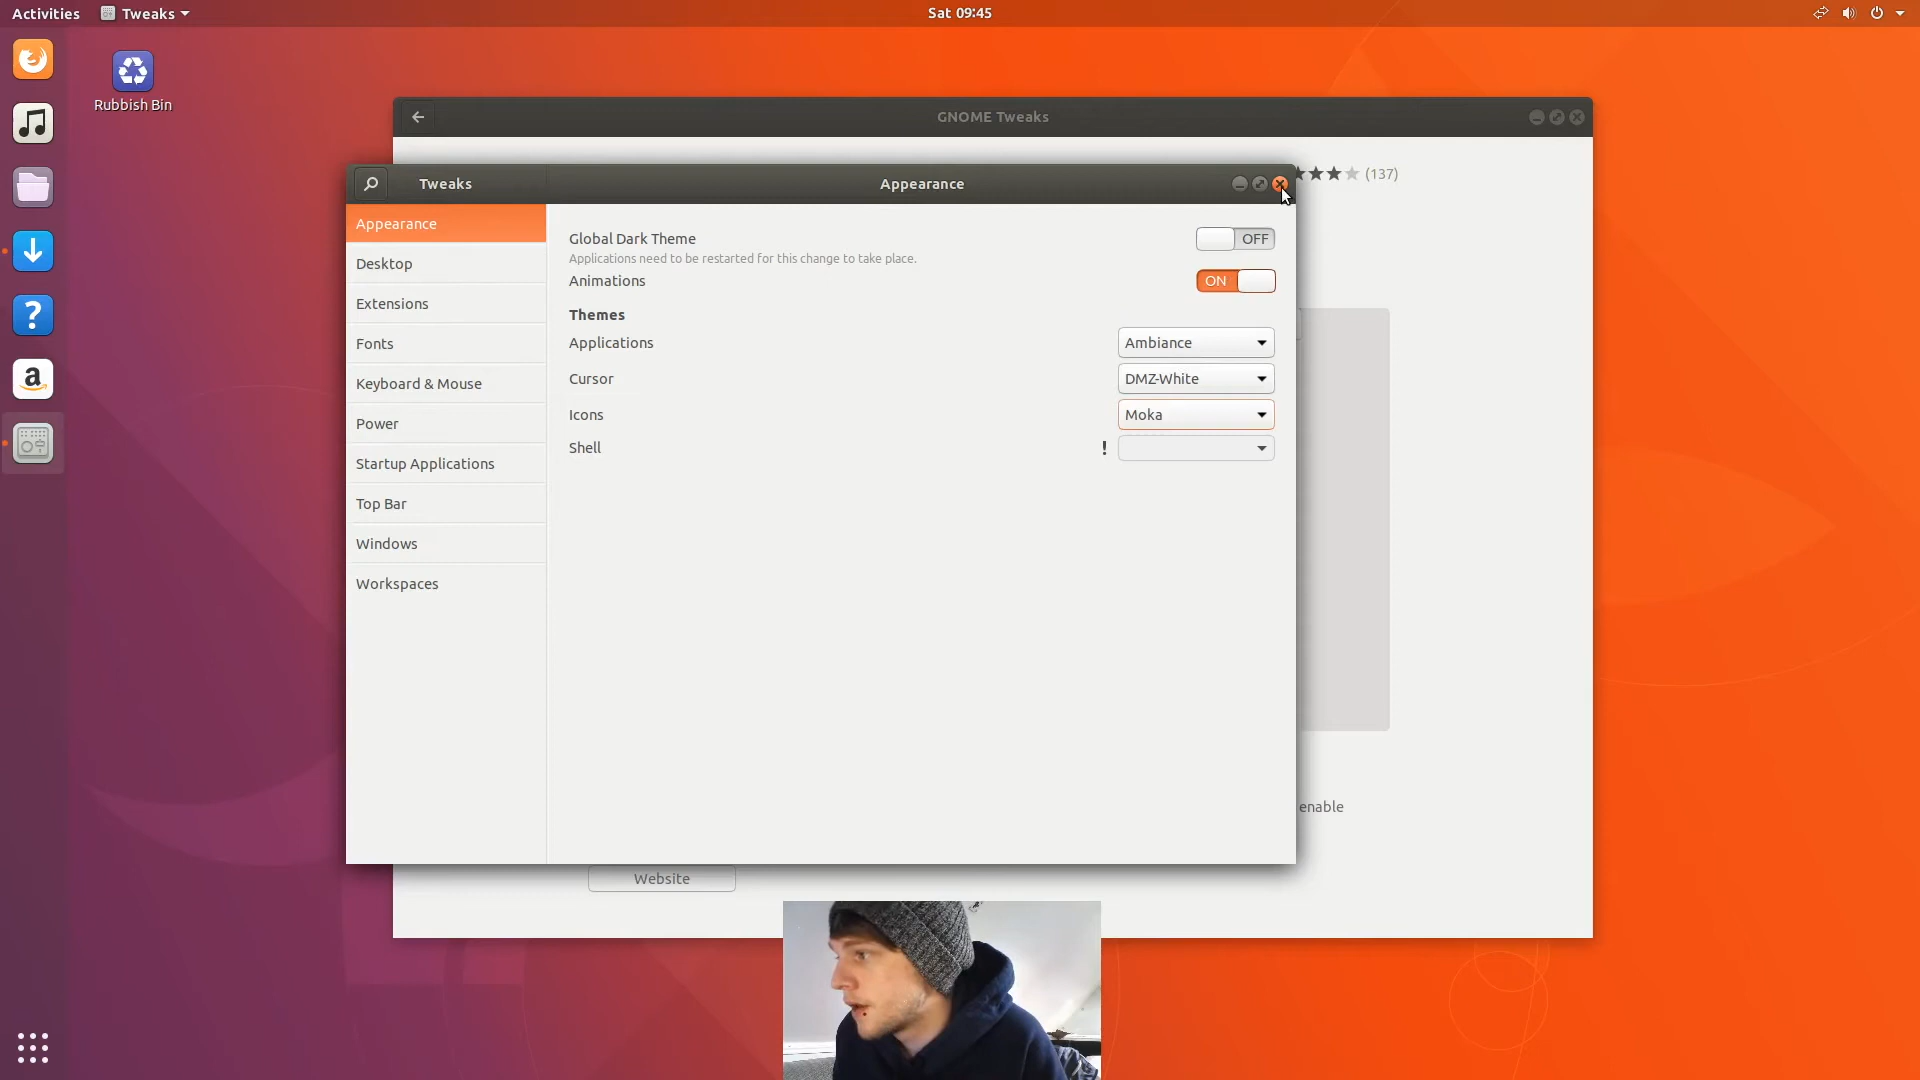 Activities
Tweaks
Sat 09:45
Rubbish Bin
GNOME Tweaks
(137)
Tweaks
Appearance
Appearance
Desktop
Extensions
Fonts
Keyboard & Mouse
Power
Startup Applications
Top Bar
Windows
Workspaces
Global Dark Theme
OFF
Applications need to be restarted for this change to take place.
Animations
ON
Themes
Applications
Ambiance
Cursor
DMZ-White
Icons
Moka
Shell
!
enable
Website
?
a